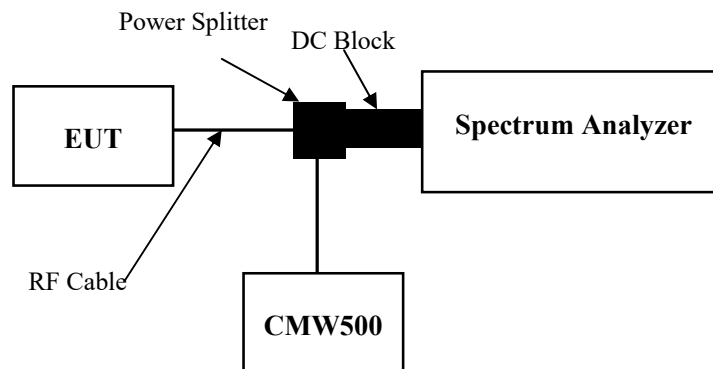 Power Splitter
DC Block
EUT
Spectrum Analyzer
RF Cable
CMW500